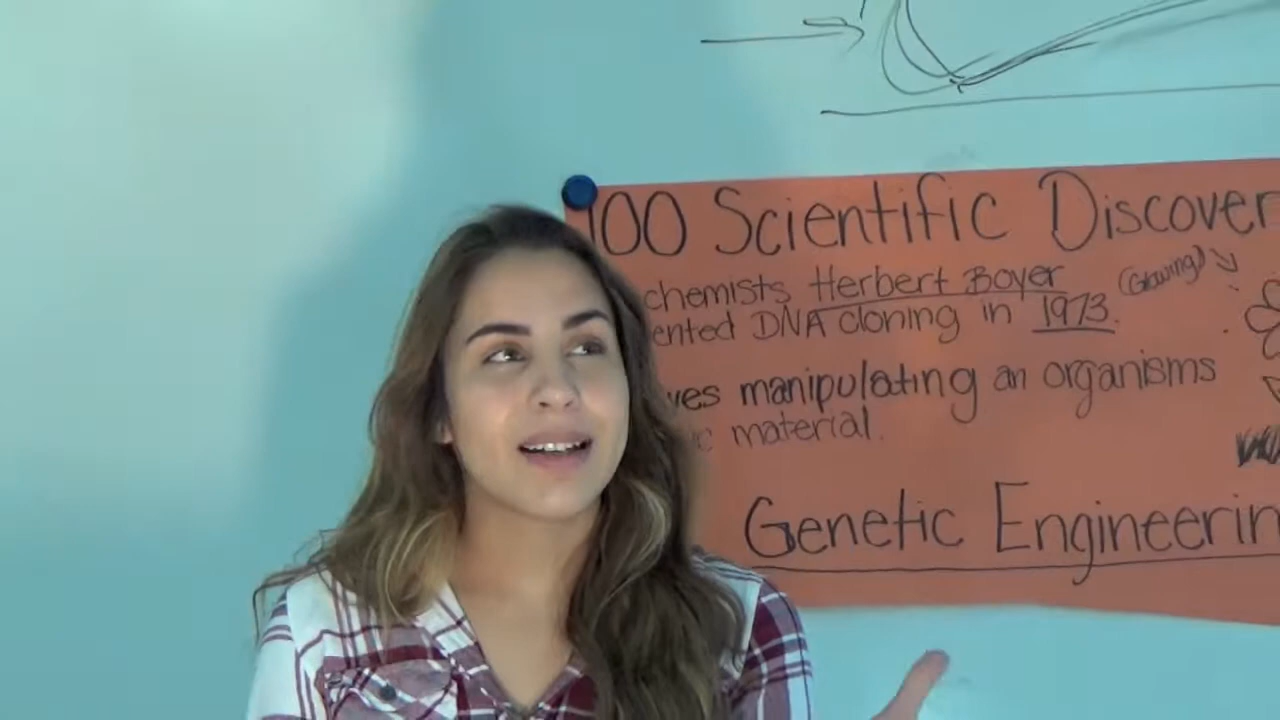 100 Scientific Discover
chemists Herbert Boyer
(Glowing)
ented DNA cloning in 1973.
ves manipulating an organisms
ic material.
Genetic Engineerin